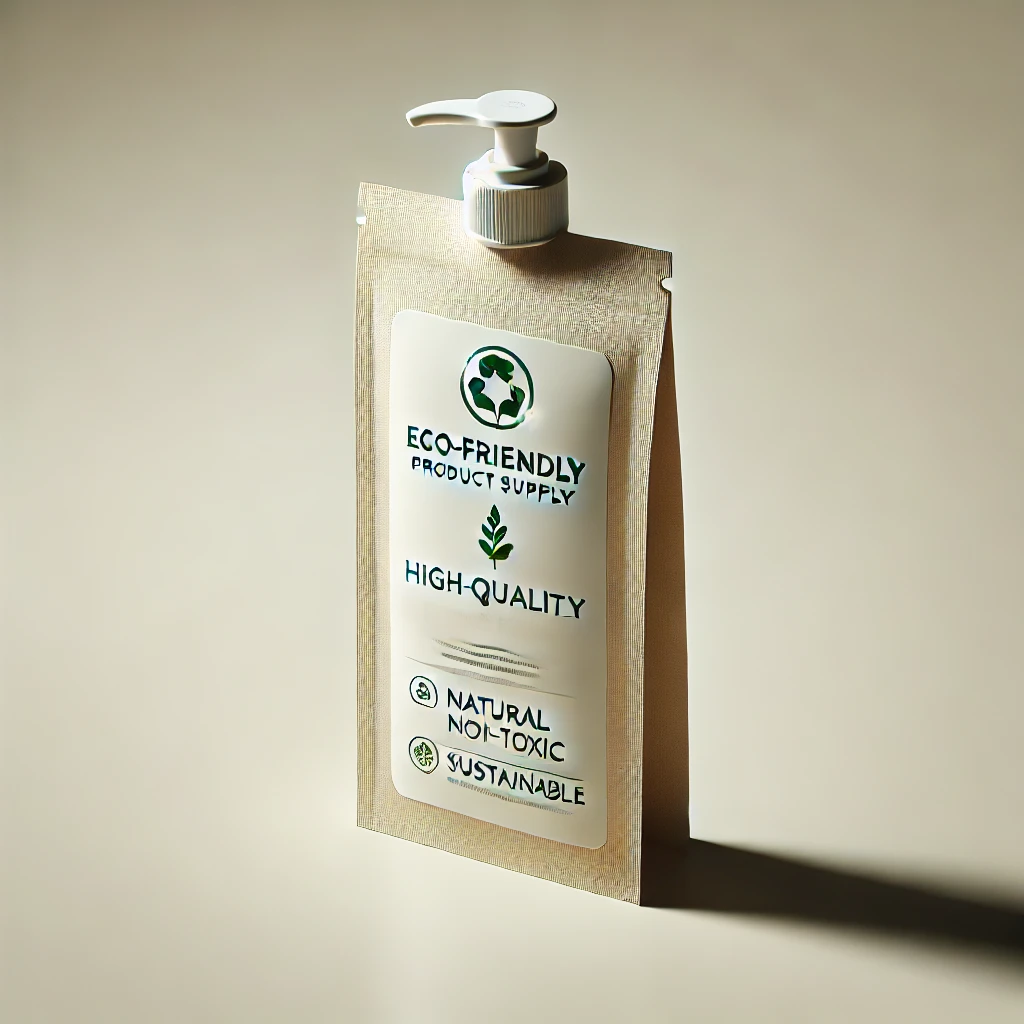 ECO-FRIENDLY
PRODUCT SUPPLY
HIGH-QUALITY
NATURAL
NOI-TOXIC
SUSTAINABLE